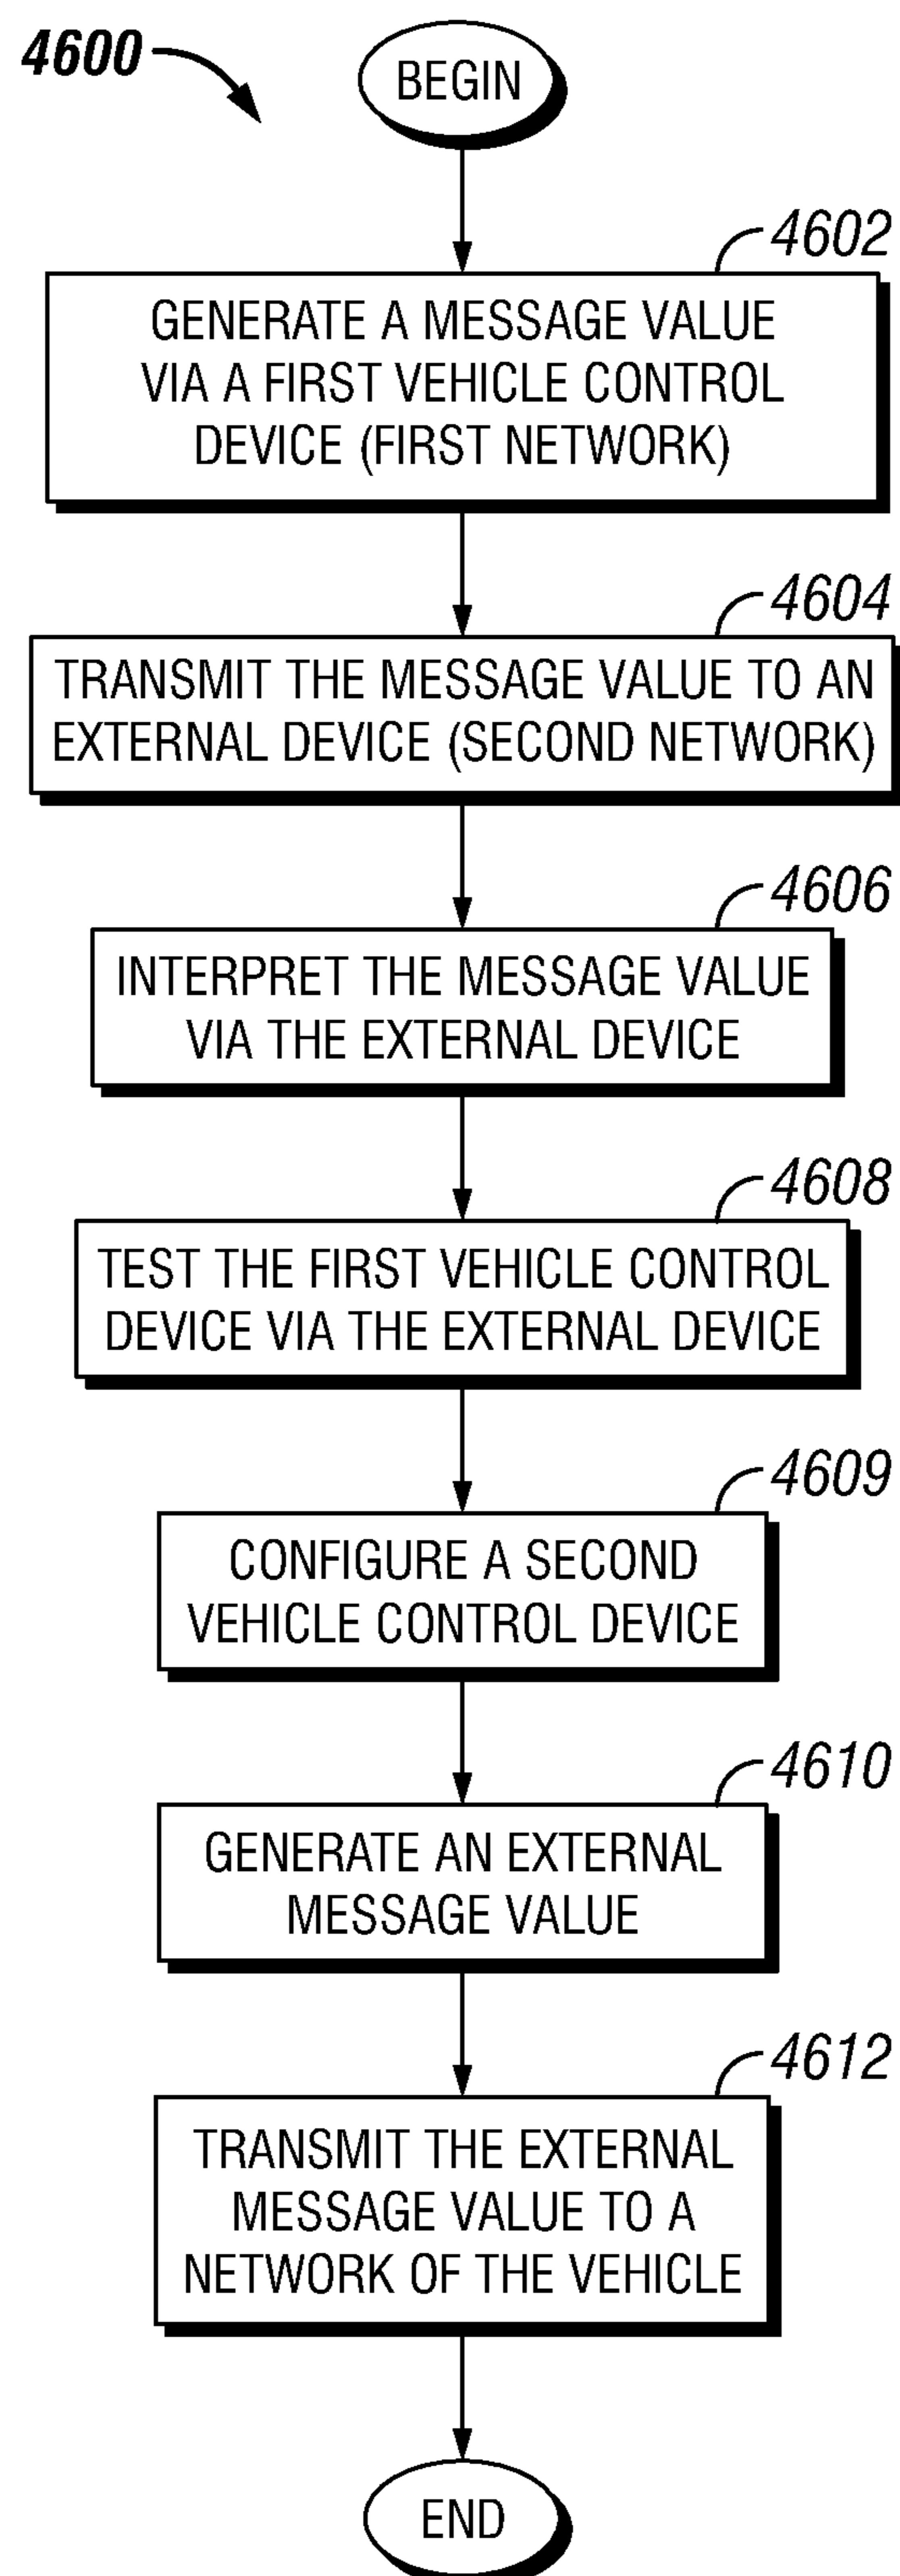 4600
BEGIN
4602
GENERATE A MESSAGE VALUE
VIA A FIRST VEHICLE CONTROL
DEVICE (FIRST NETWORK)
4604
TRANSMIT THE MESSAGE VALUE TO AN
EXTERNAL DEVICE (SECOND NETWORK)
4606
INTERPRET THE MESSAGE VALUE
VIA THE EXTERNAL DEVICE
4608
TEST THE FIRST VEHICLE CONTROL
DEVICE VIA THE EXTERNAL DEVICE
4609
CONFIGURE A SECOND
VEHICLE CONTROL DEVICE
4610
GENERATE AN EXTERNAL
MESSAGE VALUE
4612
TRANSMIT THE EXTERNAL
MESSAGE VALUE TO A
NETWORK OF THE VEHICLE
END